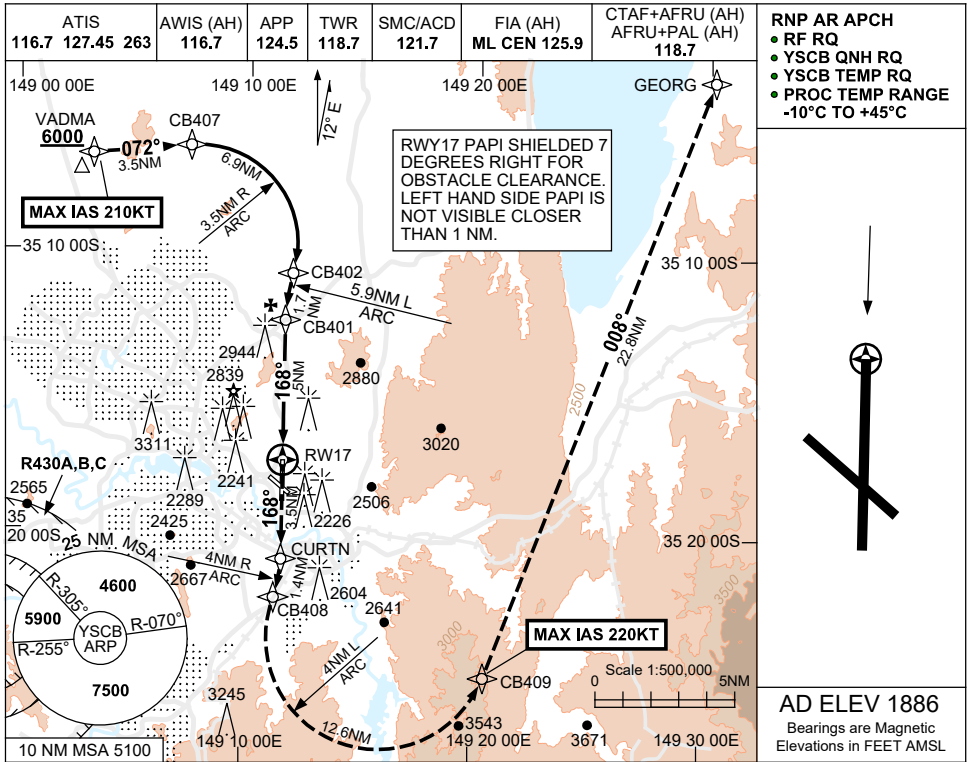 ATIS
116.7 127.45 263
AWIS (AH)
116.7
APP
124.5
TWR
118.7
SMC/ACD
121.7
FIA (AH)
ML CEN 125.9
CTAF+AFRU (AH)
AFRU+PAL (AH)
118.7
RNP AR APCH
• RF RQ
• YSCB QNH RQ
• YSCB TEMP RQ
• PROC TEMP RANGE
-10°C TO +45°C
149 00 00E
149 10 00E
149 20 00E
GEORG
VADMA
6000
CB407
072°
3.5NM
6.9NM
12° E
MAX IAS 210KT
3.5NM R
ARC
RWY17 PAPI SHIELDED 7
DEGREES RIGHT FOR
OBSTACLE CLEARANCE.
LEFT HAND SIDE PAPI IS
NOT VISIBLE CLOSER
THAN 1 NM.
35 10 00S
35 10 00S
CB402
5.9NM L
ARC
1.7
NM
CB401
2944
2839
168°
5NM
2880
008°
22.8NM
2500
3311
2241
2289
3020
RW17
R430A,B,C
2565
35
20 00S
2425
2506
2226
168°
3.5NM
25 NM MSA
2667
4NM R
ARC
CURTN
1.4NM
2604
35 20 00S
CB408
2641
3500
3000
4600
5900
7500
R-305°
R-070°
R-255°
YSCB
ARP
4NM L
ARC
MAX IAS 220KT
CB409
Scale 1:500,000
0
5NM
3245
12.6NM
3543
3671
10 NM MSA 5100
149 10 00E
149 20 00E
149 30 00E
AD ELEV 1886
Bearings are Magnetic
Elevations in FEET AMSL